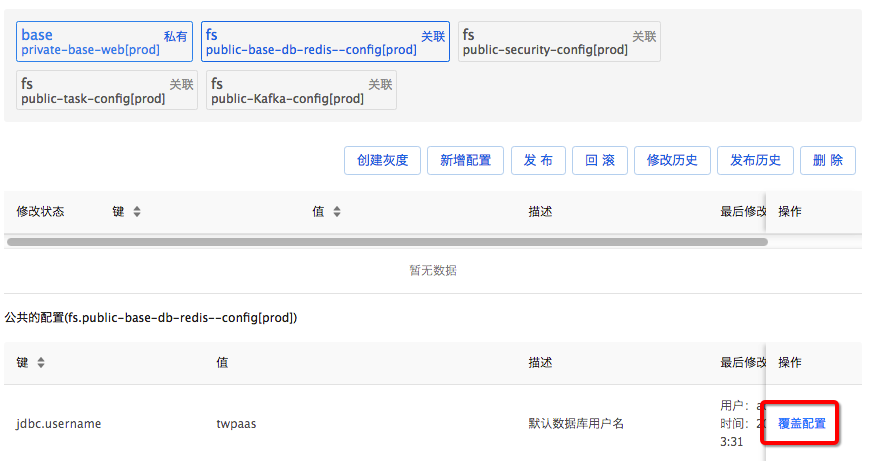 base 私有
private-base-web[prod]
fs 关联
public-base-db-redis--config[prod]
fs 关联
public-security-config[prod]
fs 关联
public-task-config[prod]
fs 关联
public-Kafka-config[prod]
创建灰度 新增配置 发 布 回 滚 修改历史 发布历史 删 除
修改状态 键 值 描述 最后修改 操作
暂无数据
公共的配置(fs.public-base-db-redis--config[prod])
键 值 描述 最后修改 操作
jdbc.username twpaas 默认数据库用户名 覆盖配置
用户:
时间:
3:31